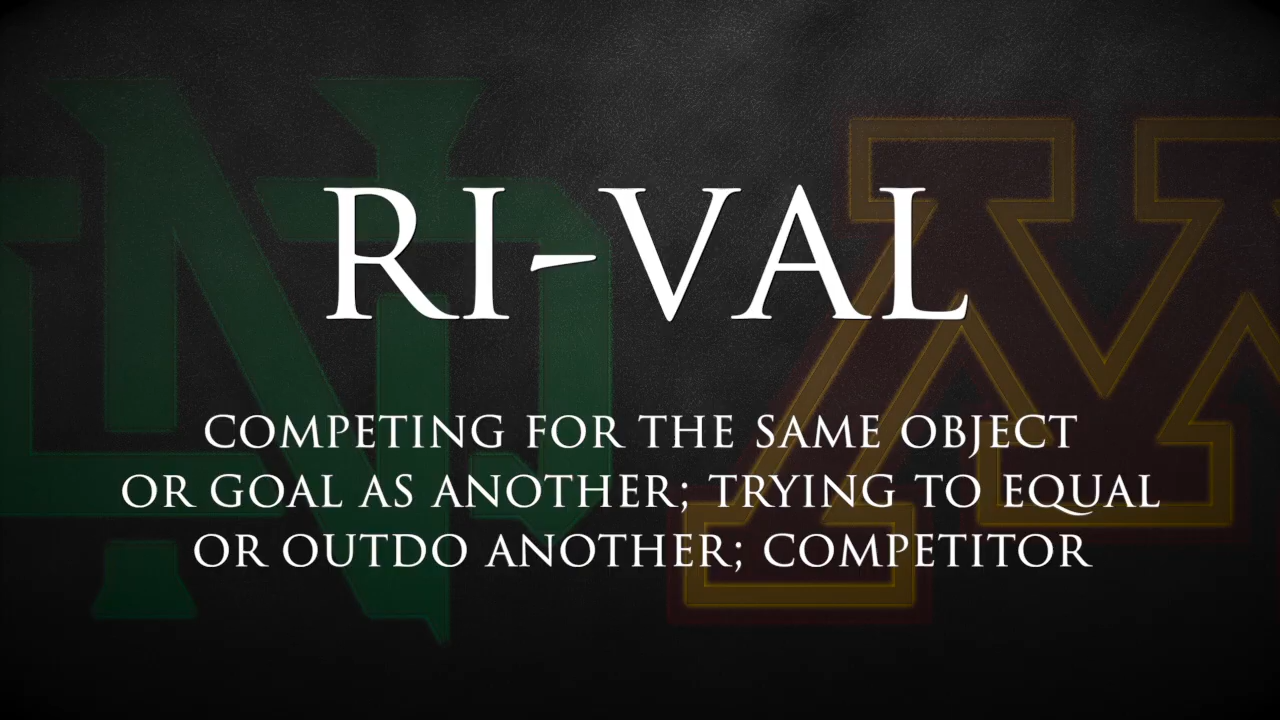 RI-VAL
COMPETING FOR THE SAME OBJECT
OR GOAL AS ANOTHER; TRYING TO EQUAL
OR OUTDO ANOTHER; COMPETITOR